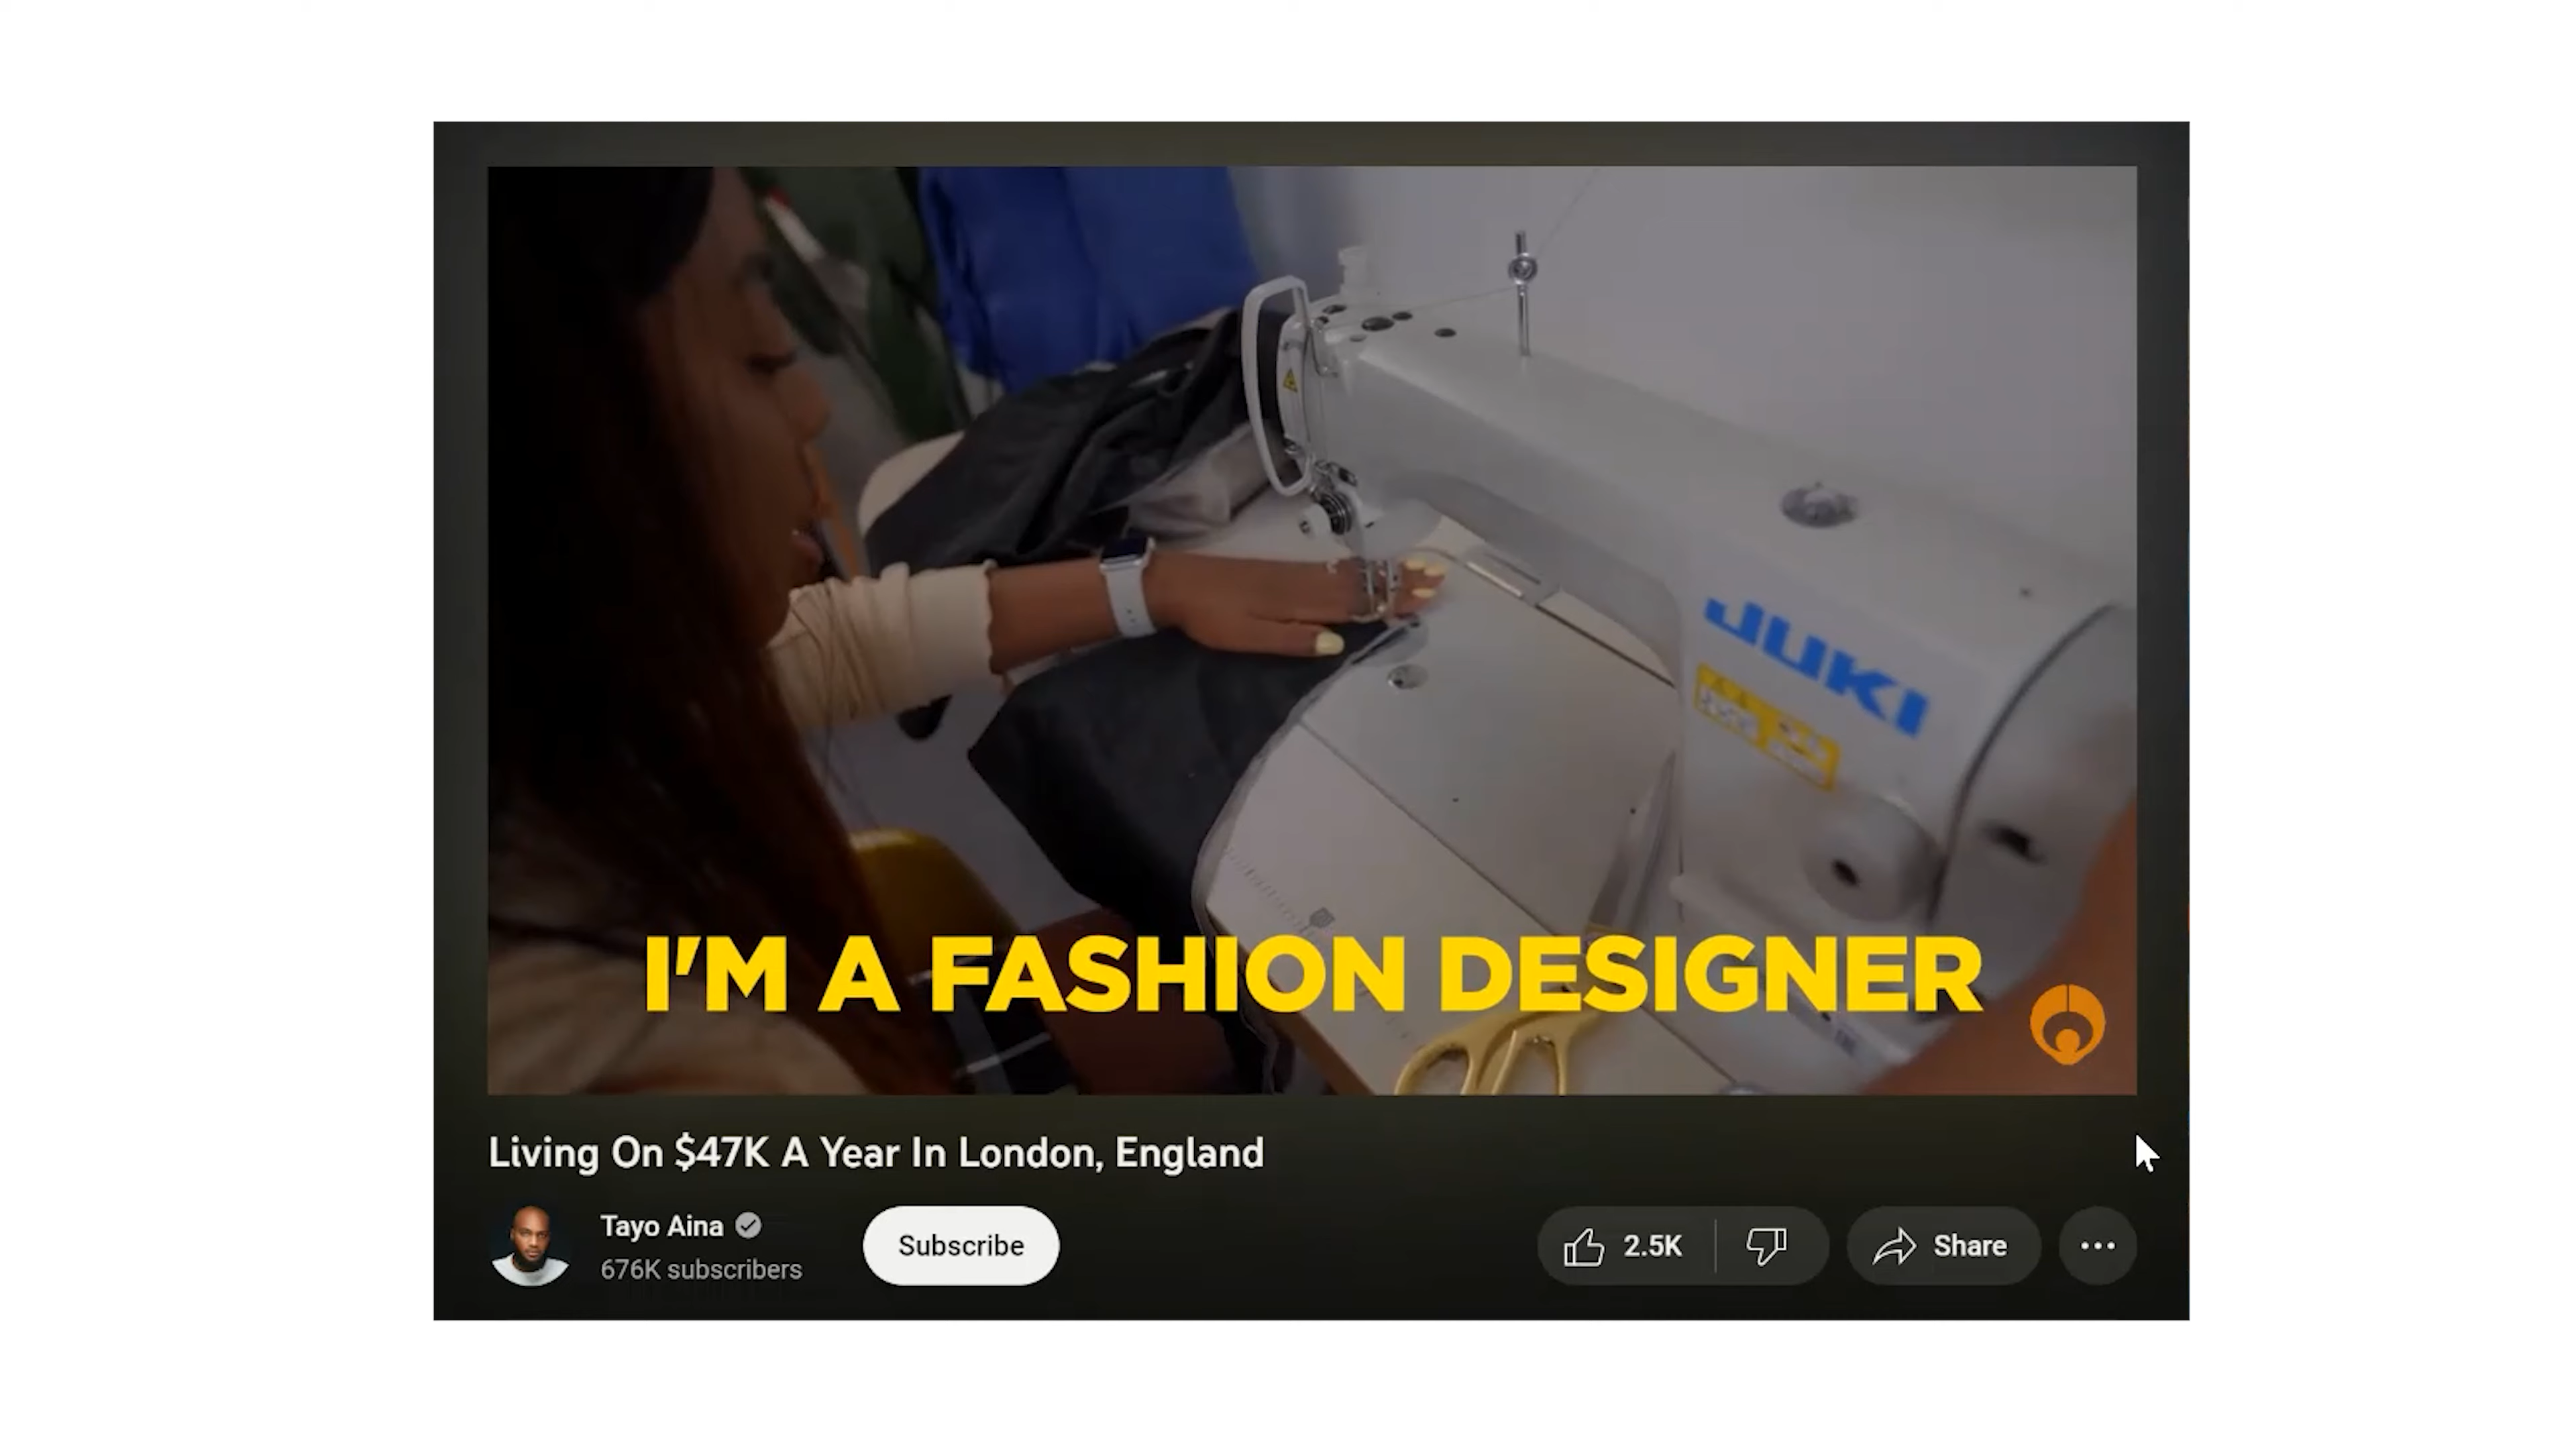 JUKI
I'M A FASHION DESIGNER
Living On $47K A Year In London, England
Tayo Aina
676K subscribers
Subscribe
2.5K
Share